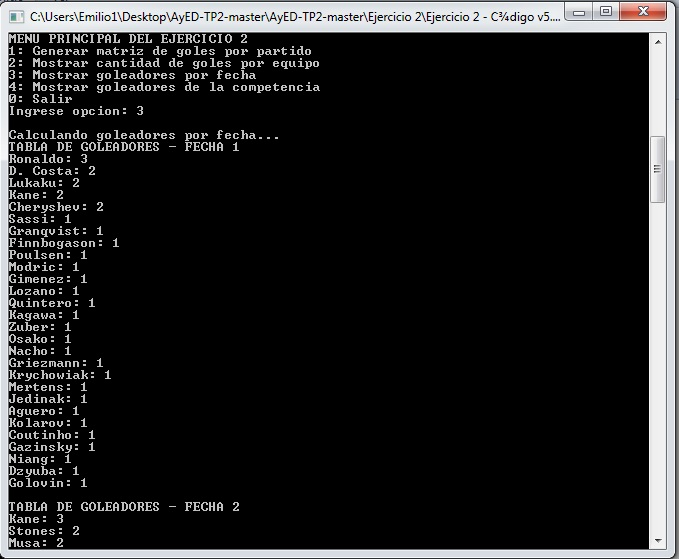 C:\Users\Emilio1\Desktop\AyED-TP2-master\AyED-TP2-master\Ejercicio 2\Ejercicio 2 - C¾digo v5....
MENU PRINCIPAL DEL EJERCICIO 2
1: Generar matriz de goles por partido
2: Mostrar cantidad de goles por equipo
3: Mostrar goleadores por fecha
4: Mostrar goleadores de la competencia
0: Salir
Ingrese opcion: 3
Calculando goleadores por fecha...
TABLA DE GOLEADORES - FECHA 1
Ronaldo: 3
D. Costa: 2
Lukaku: 2
Kane: 2
Cheryshev: 2
Sassi: 1
Granqvist: 1
Finnbogason: 1
Poulsen: 1
Modric: 1
Gimenez: 1
Lozano: 1
Quintero: 1
Kagawa: 1
Zuber: 1
Osako: 1
Nacho: 1
Griezmann: 1
Krychowiak: 1
Mertens: 1
Jedinak: 1
Aguero: 1
Kolarov: 1
Coutinho: 1
Gazinsky: 1
Niang: 1
Dzyuba: 1
Golovin: 1
TABLA DE GOLEADORES - FECHA 2
Kane: 3
Stones: 2
Musa: 2